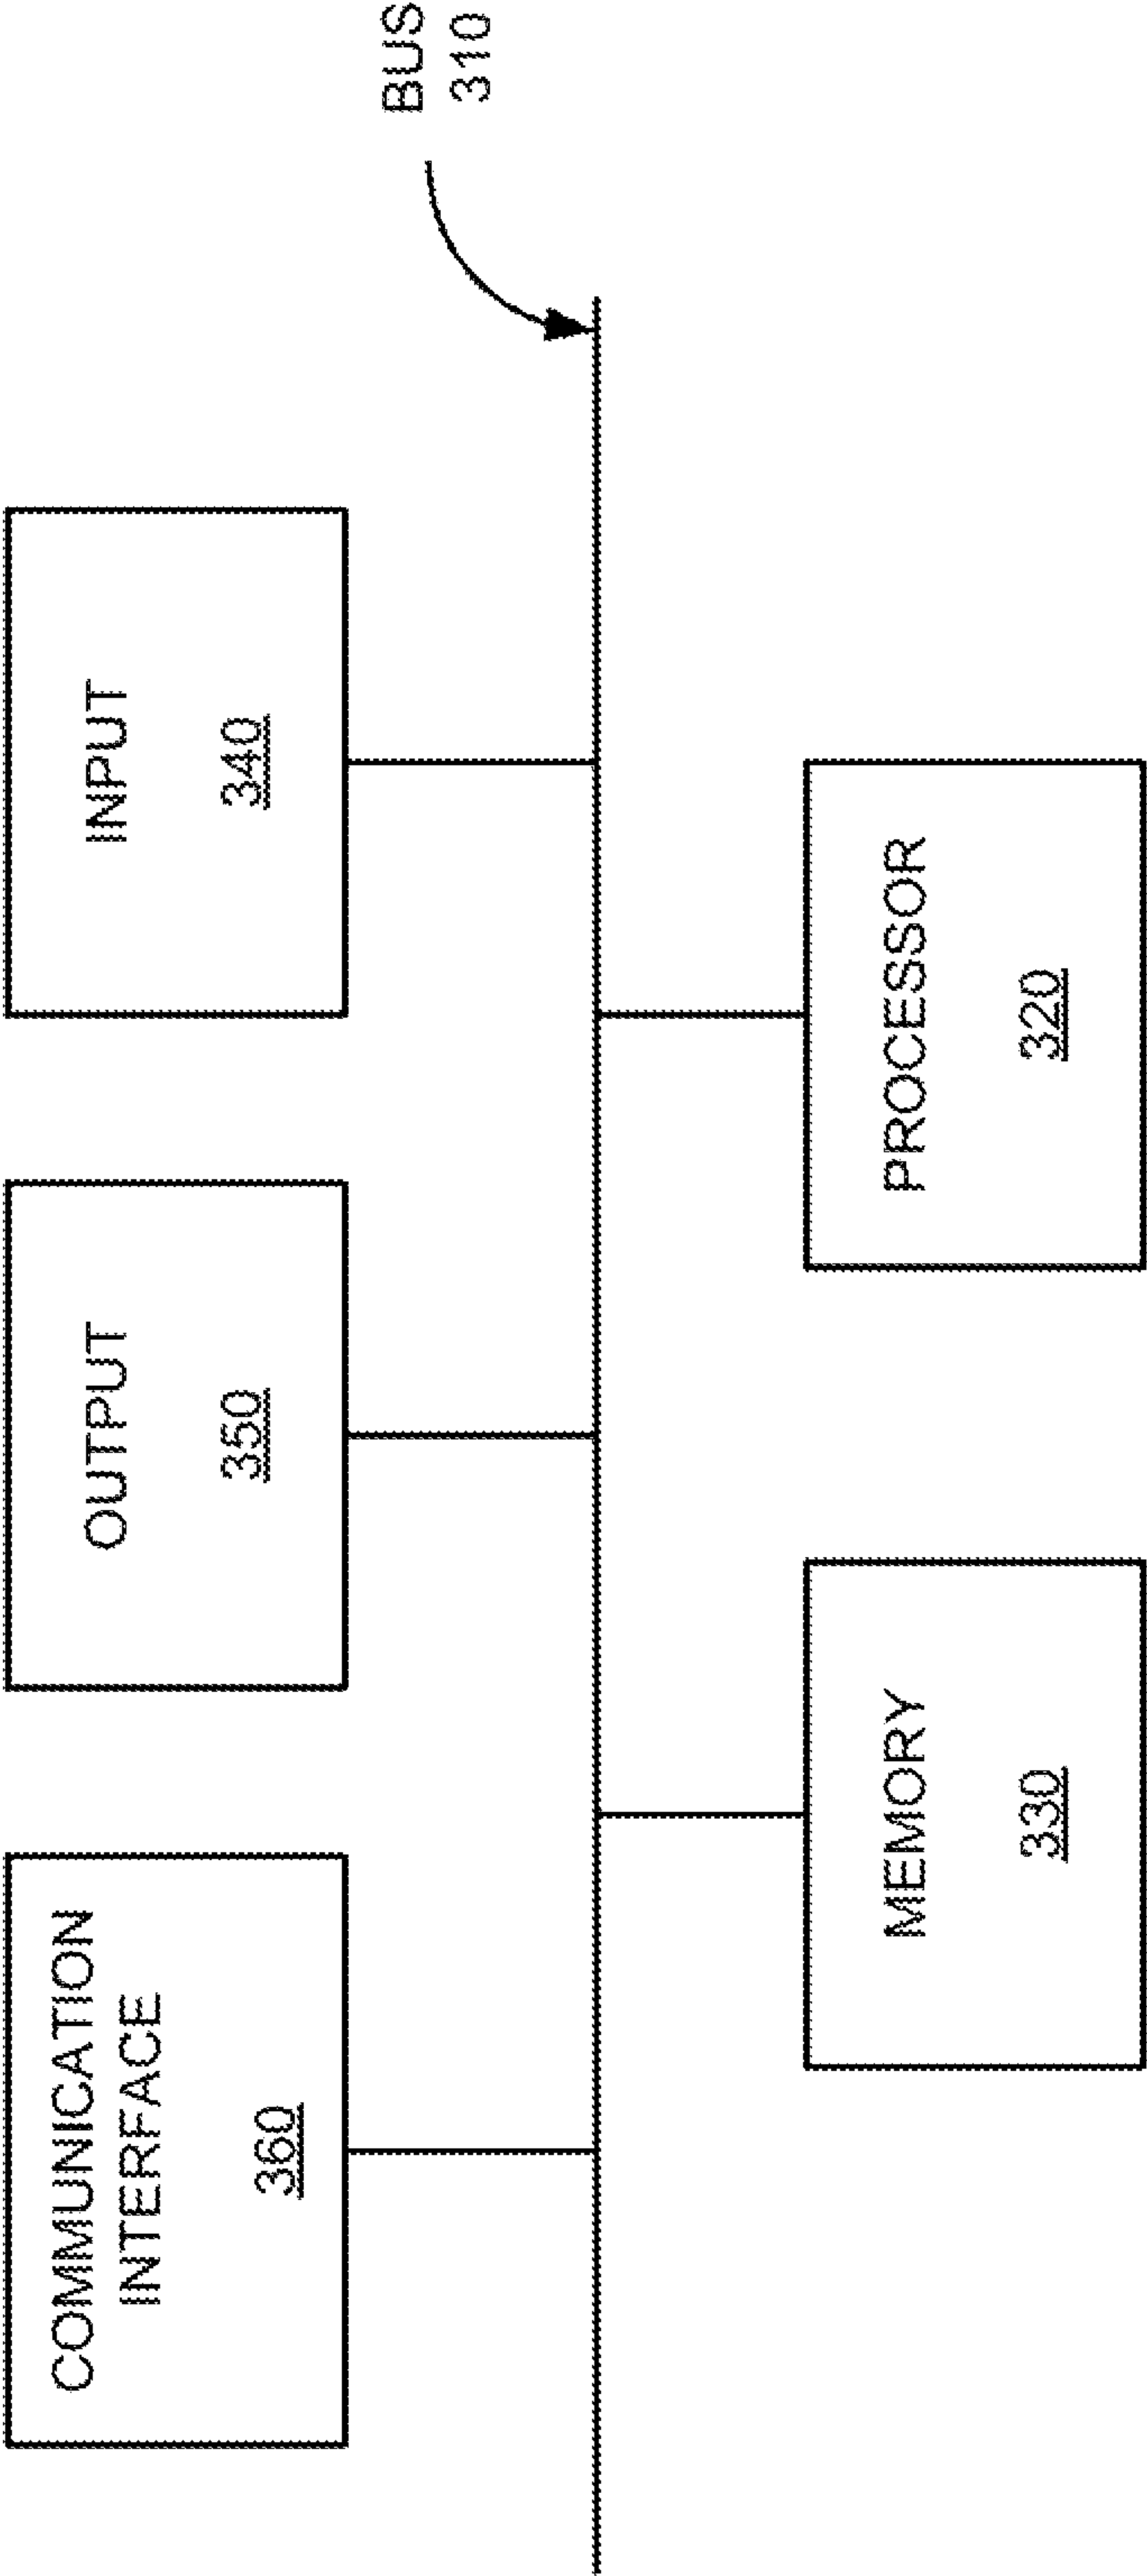 COMMUNICATION
INTERFACE
360
OUTPUT
350
INPUT
340
BUS
310
MEMORY
330
PROCESSOR
320